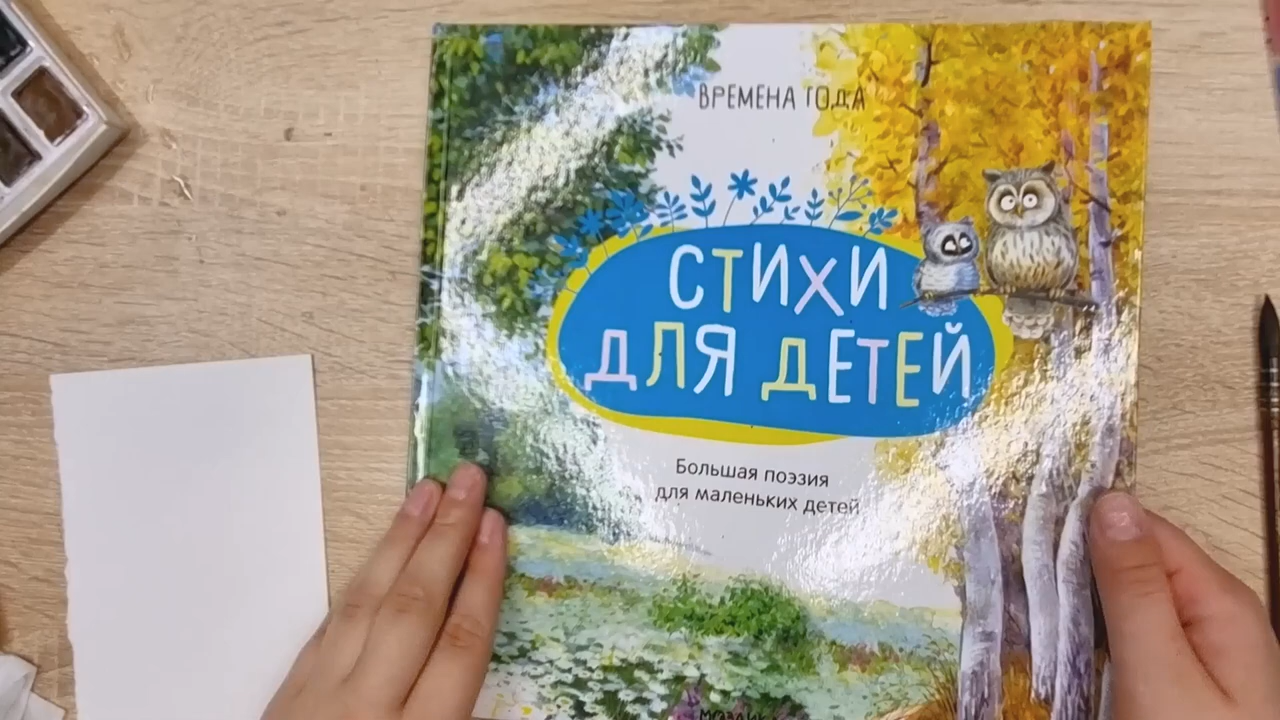 ВРЕМЕНА ГОДА
СТИХИ
ДЛЯ ДЕТЕЙ
Большая поэзия
для маленьких детей